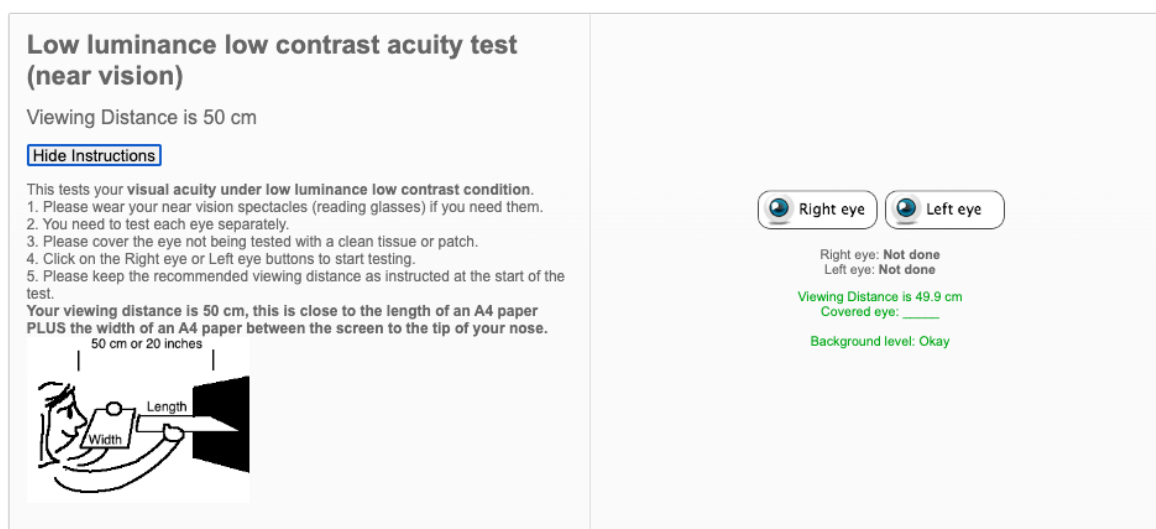 Low luminance low contrast acuity test
(near vision)
Viewing Distance is 50 cm
Hide Instructions
This tests your visual acuity under low luminance low contrast condition.
1. Please wear your near vision spectacles (reading glasses) if you need them.
2. You need to test each eye separately.
3. Please cover the eye not being tested with a clean tissue or patch.
4. Click on the Right eye or Left eye buttons to start testing.
5. Please keep the recommended viewing distance as instructed at the start of the
test.
Your viewing distance is 50 cm, this is close to the length of an A4 paper
PLUS the width of an A4 paper between the screen to the tip of your nose.
50 cm or 20 inches
Length
Width
Right eye Left eye
Right eye: Not done
Left eye: Not done
Viewing Distance is 49.9 cm
Covered eye: _____
Background level: Okay